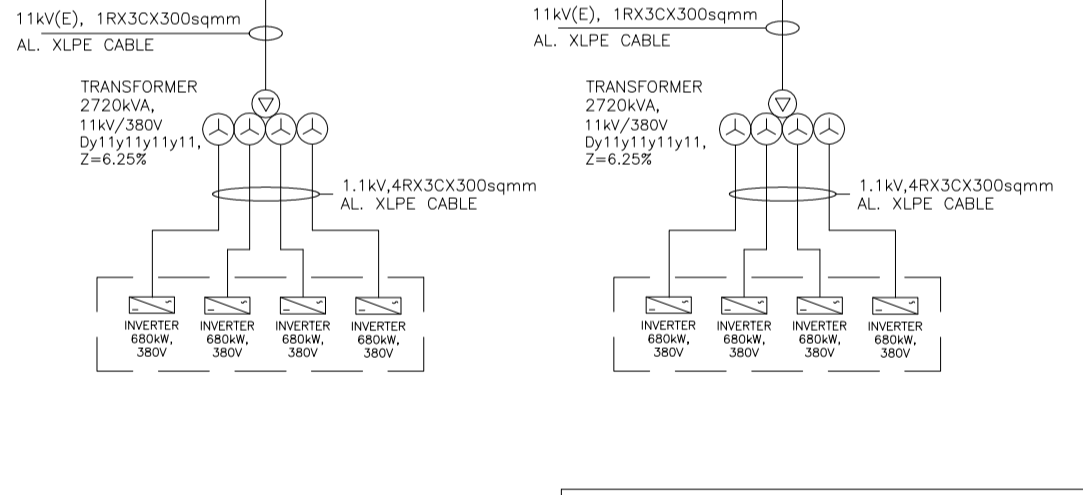 11kV(E), 1RX3CX300sqmm
AL. XLPE CABLE
TRANSFORMER
2720kVA,
11kV/380V
Dy11y11y11y11,
Z=6.25%
1.1kV,4RX3CX300sqmm
AL. XLPE CABLE
INVERTER
680kW,
380V
INVERTER
680kW,
380V
INVERTER
680kW,
380V
INVERTER
680kW,
380V
11kV(E), 1RX3CX300sqmm
AL. XLPE CABLE
TRANSFORMER
2720kVA,
11kV/380V
Dy11y11y11y11,
Z=6.25%
1.1kV,4RX3CX300sqmm
AL. XLPE CABLE
INVERTER
680kW,
380V
INVERTER
680kW,
380V
INVERTER
680kW,
380V
INVERTER
680kW,
380V